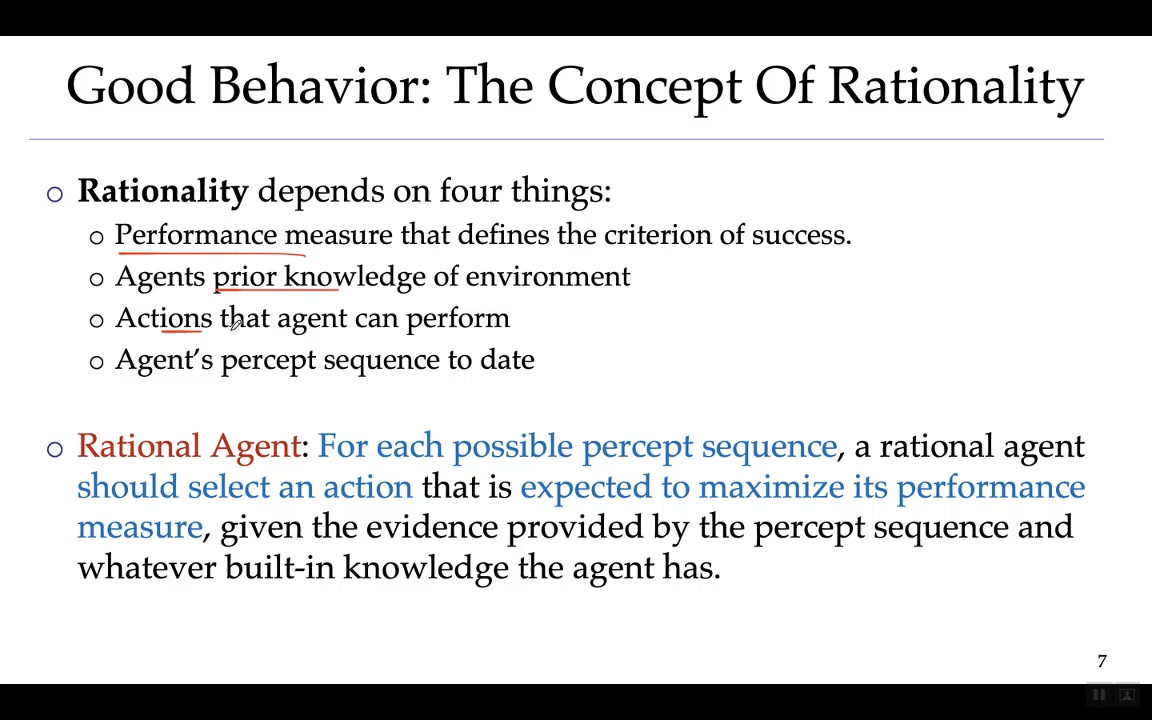 Good Behavior: The Concept Of Rationality
Rationality depends on four things:
Performance measure that defines the criterion of success.
Agents prior knowledge of environment
Actions that agent can perform
Agent’s percept sequence to date
Rational Agent: For each possible percept sequence, a rational agent
should select an action that is expected to maximize its performance
measure, given the evidence provided by the percept sequence and
whatever built-in knowledge the agent has.
7